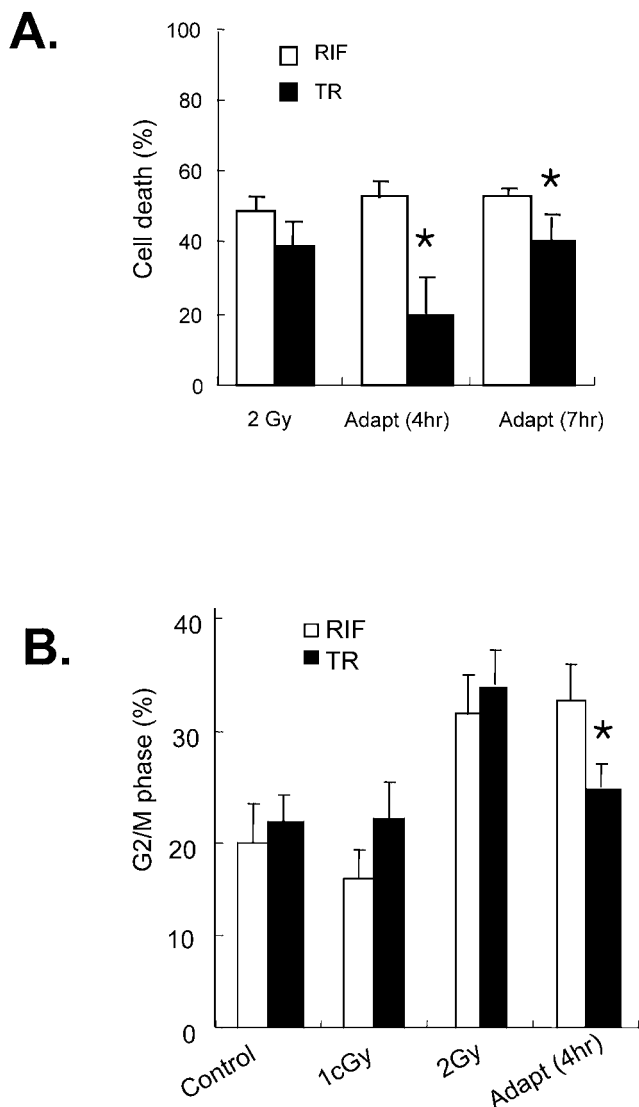 A.
Cell death (%)
100
80
60
40
20
0
RIF
TR
★
★
2 Gy
Adapt (4hr)
Adapt (7hr)
B.
G2/M phase (%)
40
30
20
10
0
RIF
TR
★
Control
1cGy
2Gy
Adapt (4hr)